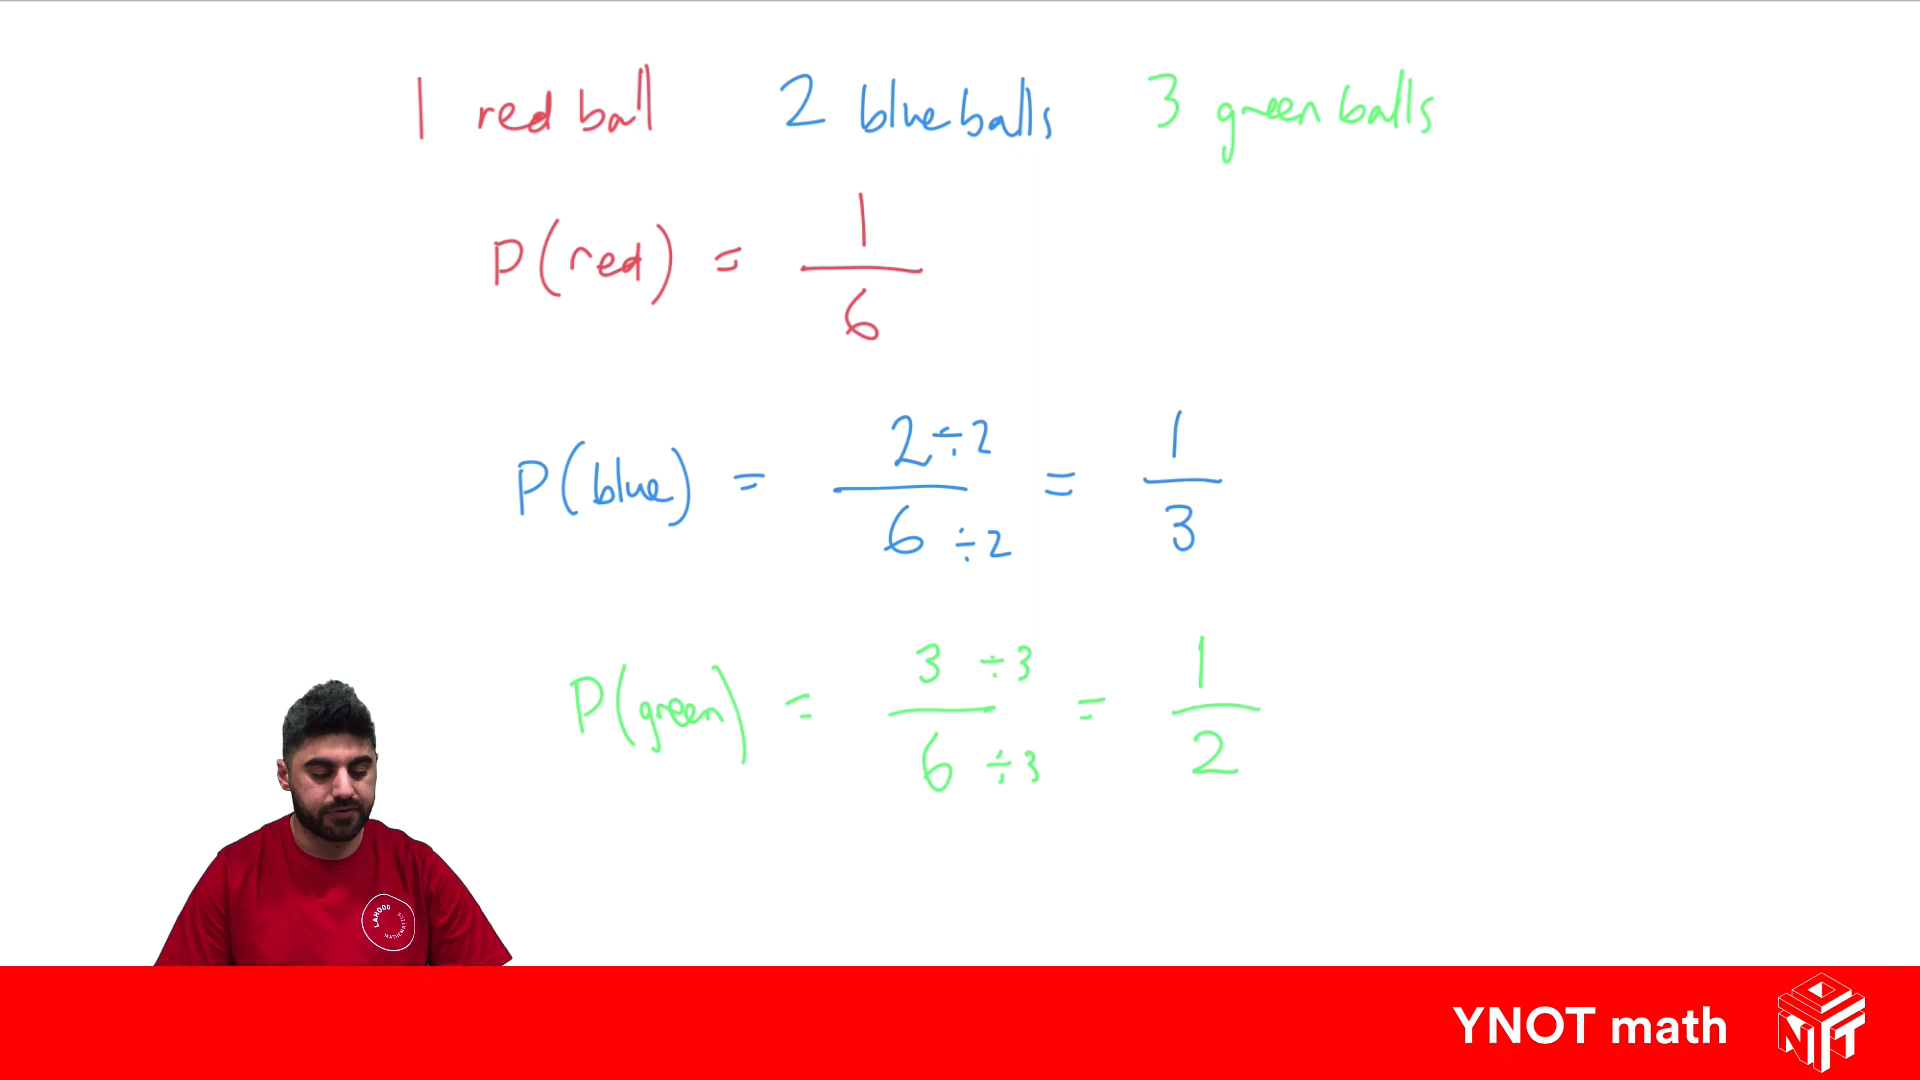 1 red ball 2 blue balls 3 green balls
P(red) = 1/6
P(blue) = 2÷2/6÷2 = 1/3
P(green) = 3÷3/6÷3 = 1/2
LAHOOD
YNOT math